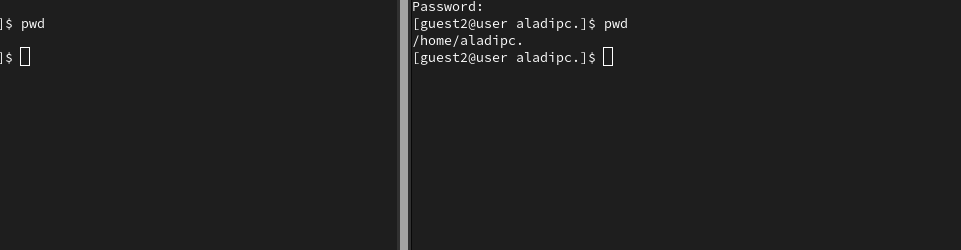 ]$ pwd
]$
Password:
[guest2@user aladipc.]$ pwd
/home/aladipc.
[guest2@user aladipc.]$